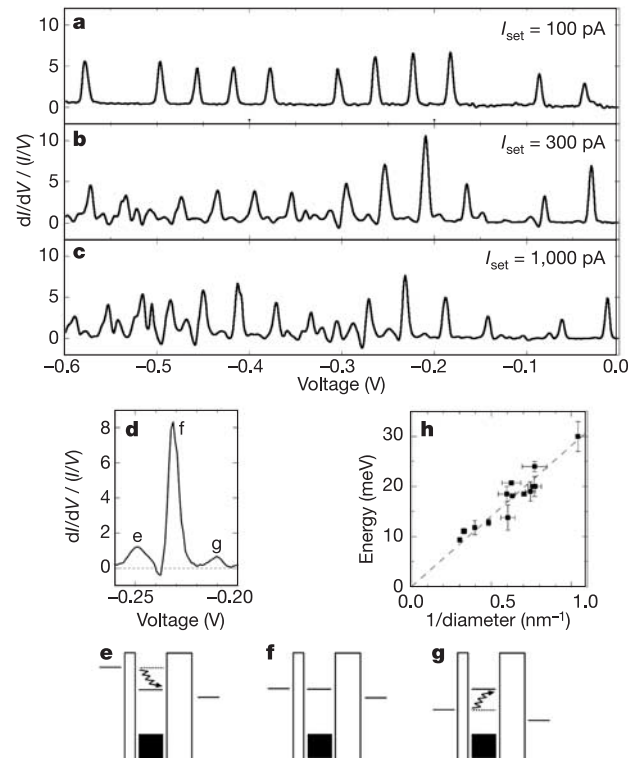 a
I_set = 100 pA
10
5
0
b
I_set = 300 pA
10
5
0
c
I_set = 1,000 pA
10
5
0
dI/dV / (I/V)
−0.6 −0.5 −0.4 −0.3 −0.2 −0.1 0.0
Voltage (V)
d
f
e
g
8
6
4
2
0
dI/dV / (I/V)
−0.25 −0.20
Voltage (V)
h
30
20
10
0
Energy (meV)
0.0 0.5 1.0
1/diameter (nm⁻¹)
e
f
g